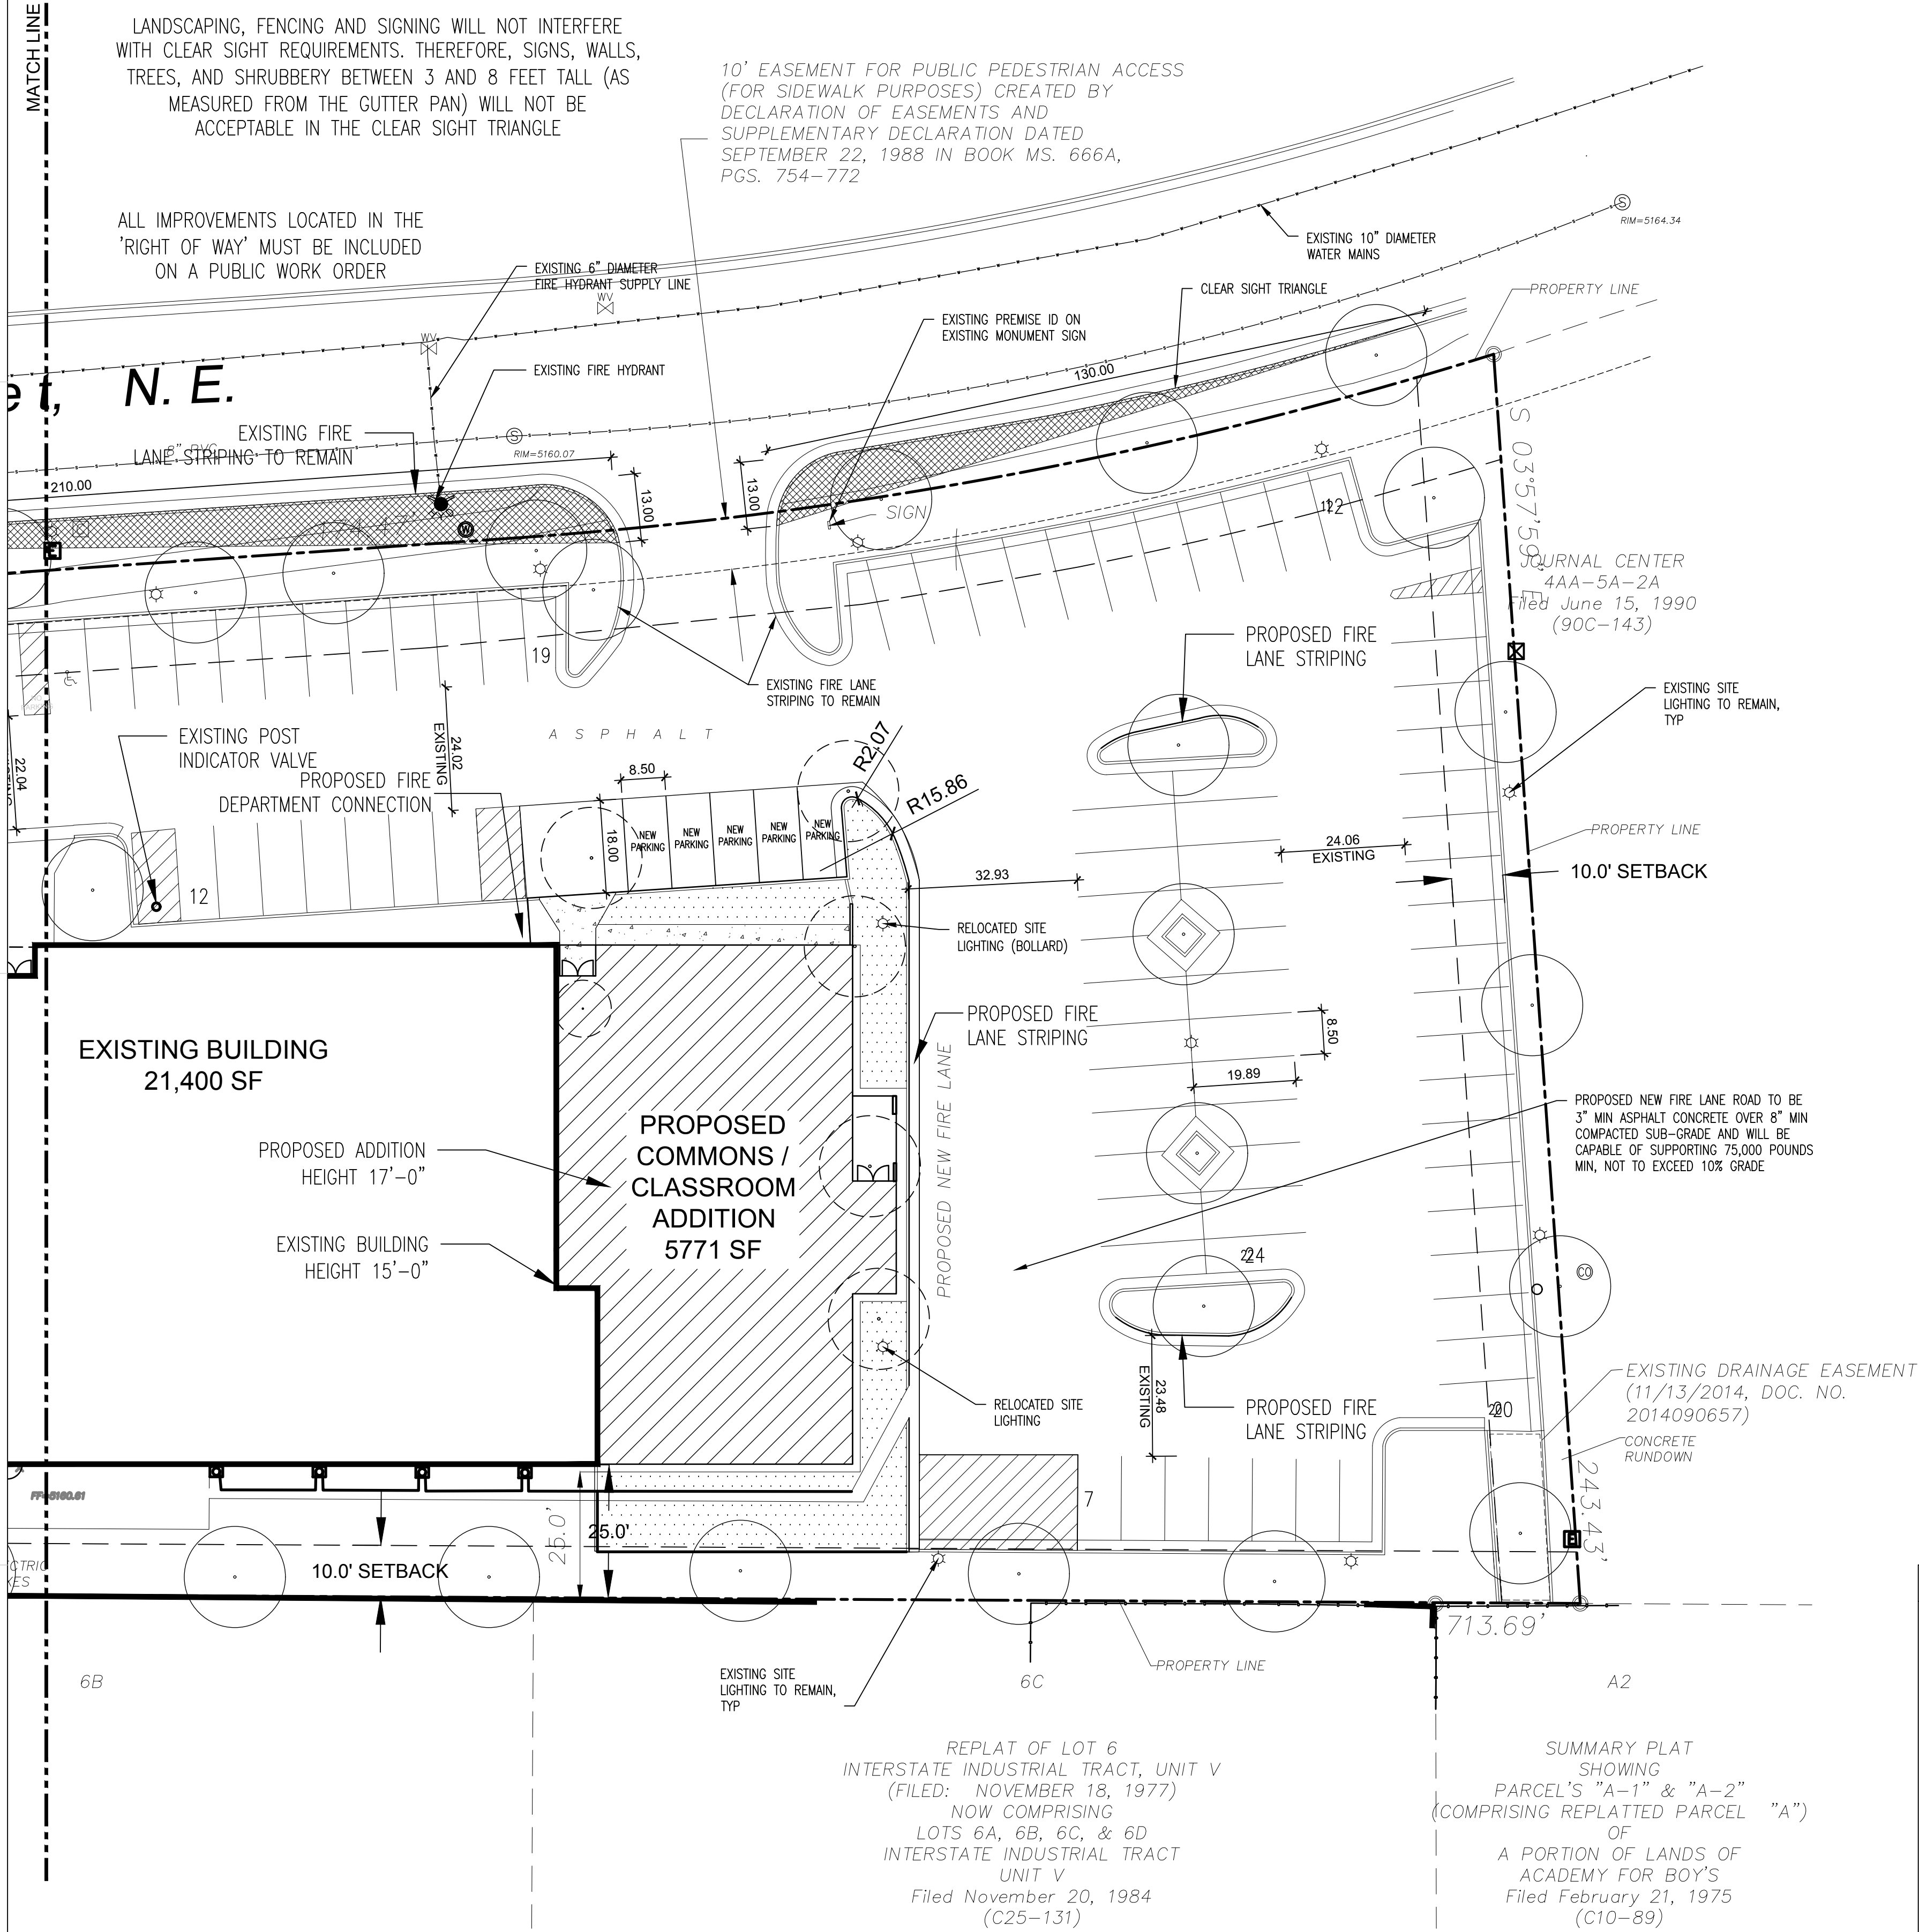 MATCH LINE
LANDSCAPING, FENCING AND SIGNING WILL NOT INTERFERE
WITH CLEAR SIGHT REQUIREMENTS. THEREFORE, SIGNS, WALLS,
TREES, AND SHRUBBERY BETWEEN 3 AND 8 FEET TALL (AS
MEASURED FROM THE GUTTER PAN) WILL NOT BE
ACCEPTABLE IN THE CLEAR SIGHT TRIANGLE
10' EASEMENT FOR PUBLIC PEDESTRIAN ACCESS
(FOR SIDEWALK PURPOSES) CREATED BY
DECLARATION OF EASEMENTS AND
SUPPLEMENTARY DECLARATION DATED
SEPTEMBER 22, 1988 IN BOOK MS. 666A,
PGS. 754-772
ALL IMPROVEMENTS LOCATED IN THE
'RIGHT OF WAY' MUST BE INCLUDED
ON A PUBLIC WORK ORDER
EXISTING 6" DIAMETER
FIRE HYDRANT SUPPLY LINE
WV
WV
S
RIM=5164.34
EXISTING 10" DIAMETER
WATER MAINS
CLEAR SIGHT TRIANGLE
PROPERTY LINE
EXISTING PREMISE ID ON
EXISTING MONUMENT SIGN
EXISTING FIRE HYDRANT
130.00
et, N. E.
EXISTING FIRE
LANE STRIPING TO REMAIN
8" PVC
S
RIM=5160.07
210.00
13.00
13.00
SIGN
W
E
174.47'
12
S 03°57'59" E
JOURNAL CENTER
4AA-5A-2A
Filed June 15, 1990
(90C-143)
19
EXISTING FIRE LANE
STRIPING TO REMAIN
PROPOSED FIRE
LANE STRIPING
EXISTING SITE
LIGHTING TO REMAIN,
TYP
ASPHALT
24.02
EXISTING
22.04
EXISTING POST
INDICATOR VALVE
PROPOSED FIRE
DEPARTMENT CONNECTION
8.50
18.00
R2.07
R15.86
NEW
PARKING
NEW
PARKING
NEW
PARKING
NEW
PARKING
NEW
PARKING
12
32.93
24.06
EXISTING
PROPERTY LINE
10.0' SETBACK
RELOCATED SITE
LIGHTING (BOLLARD)
PROPOSED FIRE
LANE STRIPING
EXISTING BUILDING
21,400 SF
8.50
19.89
PROPOSED NEW FIRE LANE
PROPOSED NEW FIRE LANE ROAD TO BE
3" MIN ASPHALT CONCRETE OVER 8" MIN
COMPACTED SUB-GRADE AND WILL BE
CAPABLE OF SUPPORTING 75,000 POUNDS
MIN, NOT TO EXCEED 10% GRADE
PROPOSED
COMMONS /
CLASSROOM
ADDITION
5771 SF
PROPOSED ADDITION
HEIGHT 17'-0"
EXISTING BUILDING
HEIGHT 15'-0"
24
CO
23.48
EXISTING
RELOCATED SITE
LIGHTING
PROPOSED FIRE
LANE STRIPING
20
EXISTING DRAINAGE EASEMENT
(11/13/2014, DOC. NO.
2014090657)
CONCRETE
RUNDOWN
243.43'
FF=5160.61
7
25.0'
25.0'
10.0' SETBACK
E
713.69'
PROPERTY LINE
6B
6C
A2
EXISTING SITE
LIGHTING TO REMAIN,
TYP
REPLAT OF LOT 6
INTERSTATE INDUSTRIAL TRACT, UNIT V
(FILED: NOVEMBER 18, 1977)
NOW COMPRISING
LOTS 6A, 6B, 6C, & 6D
INTERSTATE INDUSTRIAL TRACT
UNIT V
Filed November 20, 1984
(C25-131)
SUMMARY PLAT
SHOWING
PARCEL'S "A-1" & "A-2"
(COMPRISING REPLATTED PARCEL "A")
OF
A PORTION OF LANDS OF
ACADEMY FOR BOY'S
Filed February 21, 1975
(C10-89)